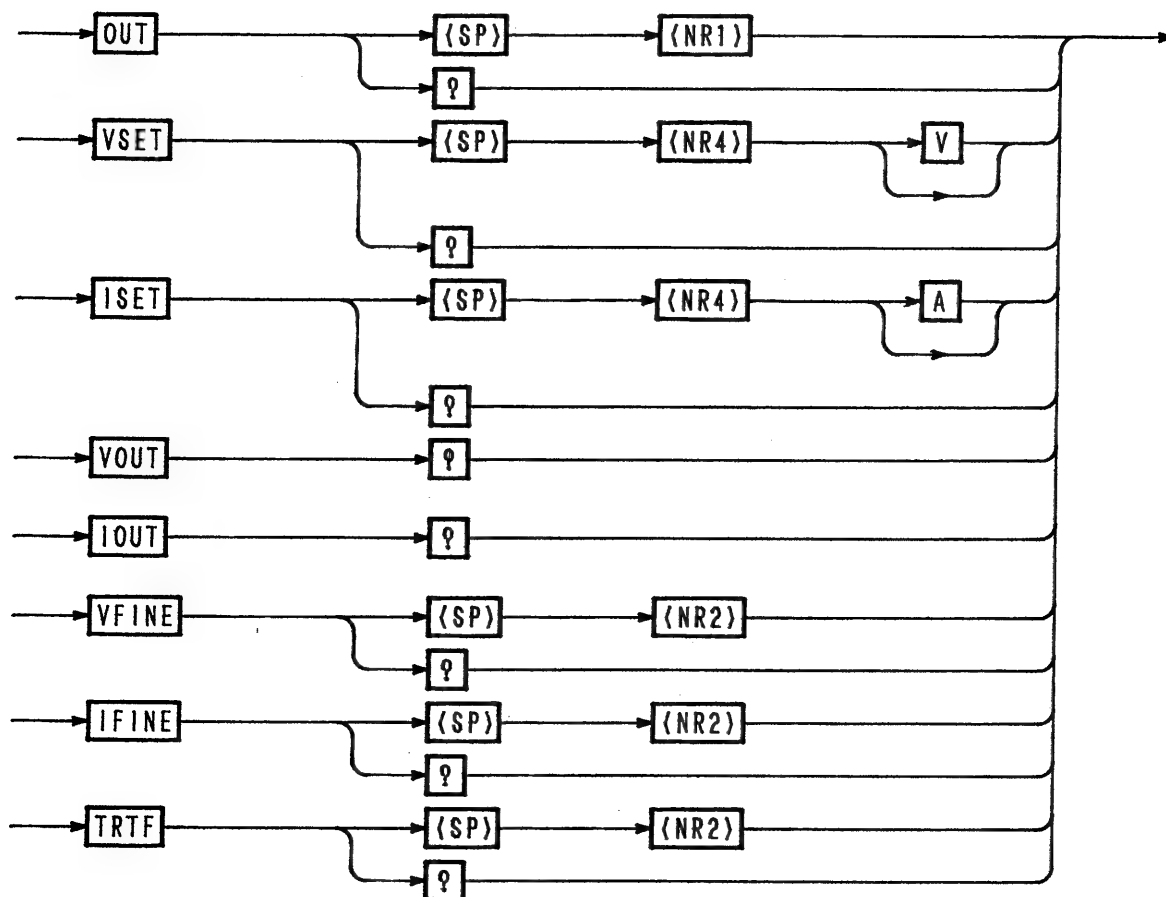 OUT ⟨SP⟩ ⟨NR1⟩
?
VSET ⟨SP⟩ ⟨NR4⟩ V
?
ISET ⟨SP⟩ ⟨NR4⟩ A
?
VOUT ?
IOUT ?
VFINE ⟨SP⟩ ⟨NR2⟩
?
IFINE ⟨SP⟩ ⟨NR2⟩
?
TRTF ⟨SP⟩ ⟨NR2⟩
?